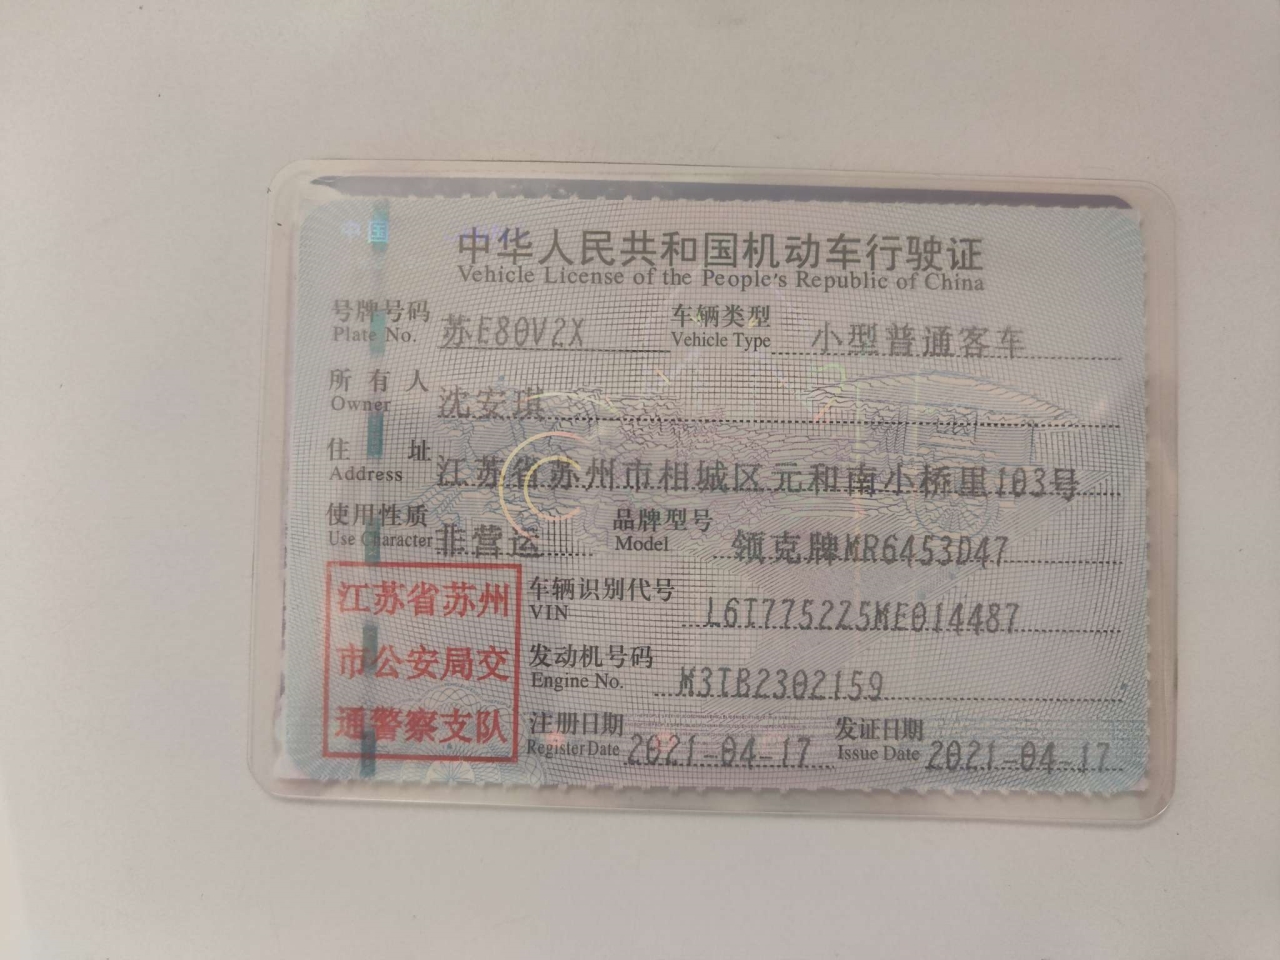 中国
中华人民共和国机动车行驶证
Vehicle License of the People's Republic of China
号牌号码 苏E80V2X 车辆类型 小型普通客车
Plate No. Vehicle Type
所有人 沈安琪
Owner
住址 江苏省苏州市相城区元和南小桥里103号
Address
使用性质 非营运 品牌型号 领克牌MR6453D47
Use Character Model
江苏省苏州
市公安局交
通警察支队
车辆识别代号 L6T7752Z5ME014487
VIN
发动机号码 M3TB2302159
Engine No.
注册日期 2021-04-17 发证日期 2021-04-17
Register Date Issue Date